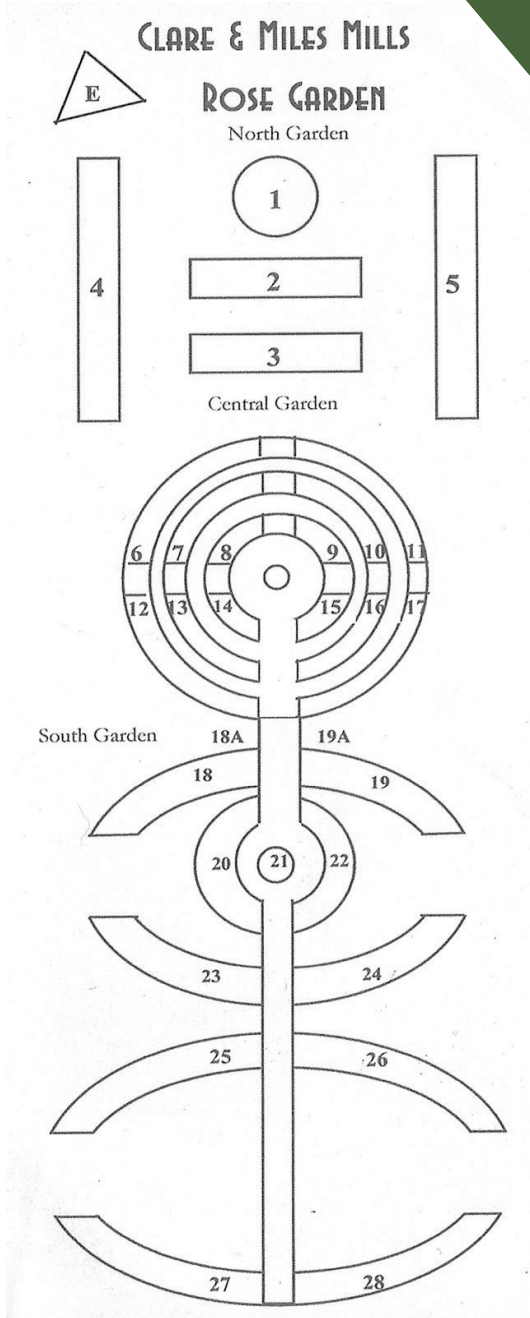 CLARE & MILES MILLS
E
ROSE GARDEN
North Garden
1
4
2
5
3
Central Garden
6 7 8 9 10 11
12 13 14 15 16 17
South Garden 18A 19A
18 19
20 21 22
23 24
25 26
27 28